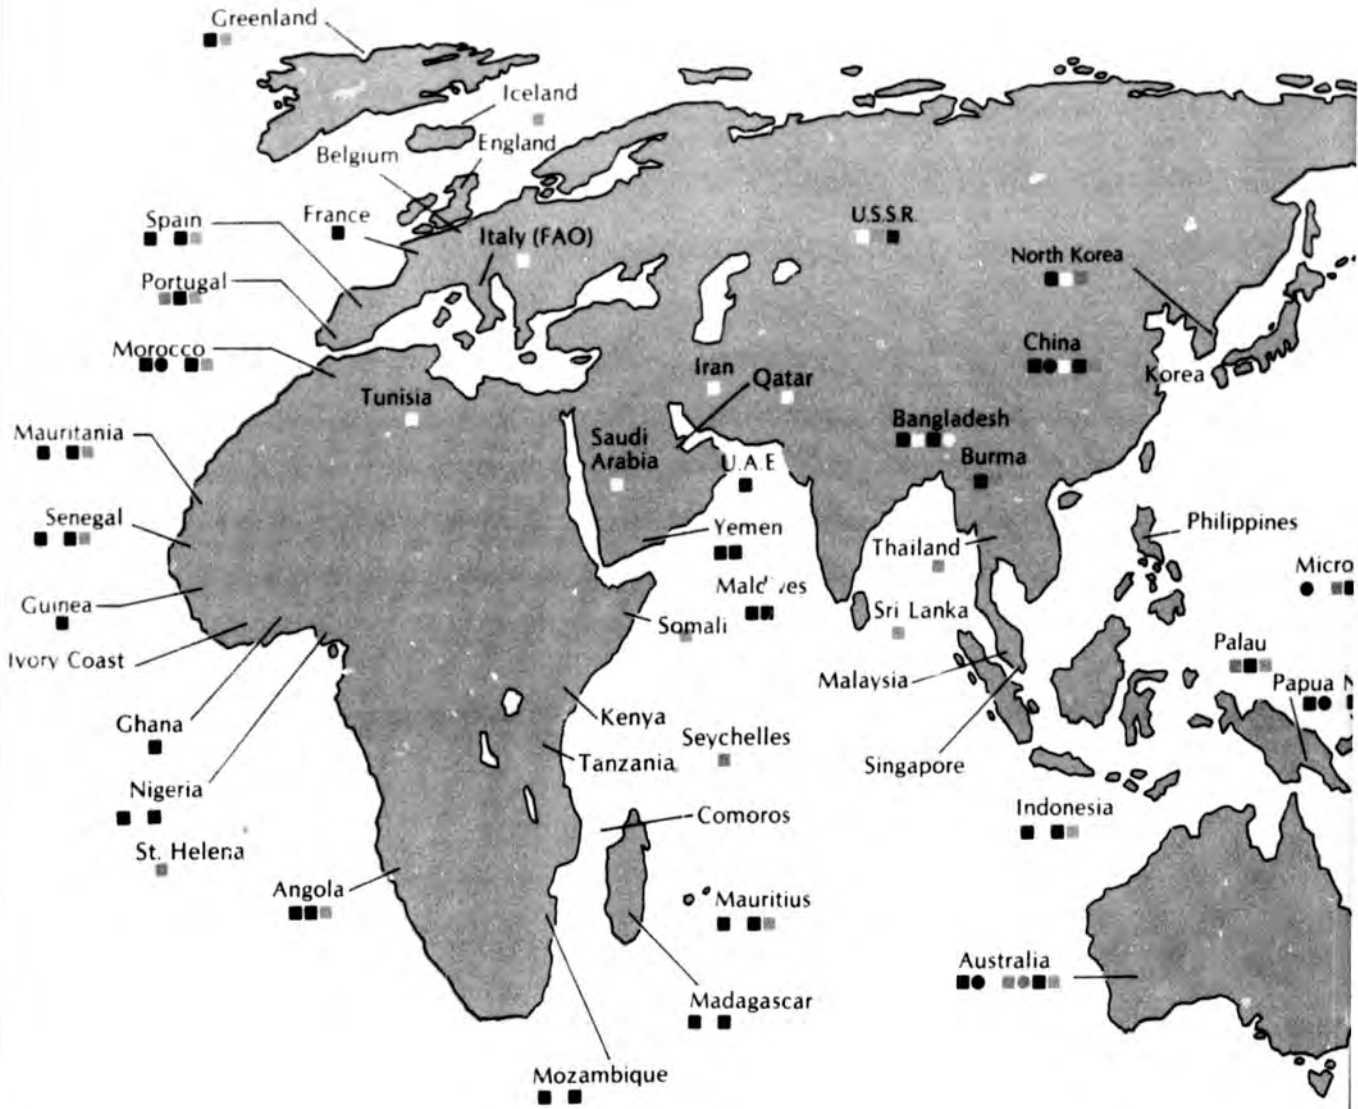 Greenland
Iceland
England
Belgium
Spain
France
Italy (FAO)
U.S.S.R.
North Korea
Portugal
Morocco
China
Korea
Iran
Qatar
Tunisia
Mauritania
Bangladesh
Saudi
Arabia
U.A.E
Burma
Senegal
Yemen
Philippines
Thailand
Micro
Maldives
Guinea
Somali
Sri Lanka
Ivory Coast
Palau
Malaysia
Papua N
Ghana
Kenya
Seychelles
Tanzania
Singapore
Nigeria
Comoros
Indonesia
St. Helena
Angola
Mauritius
Australia
Madagascar
Mozambique